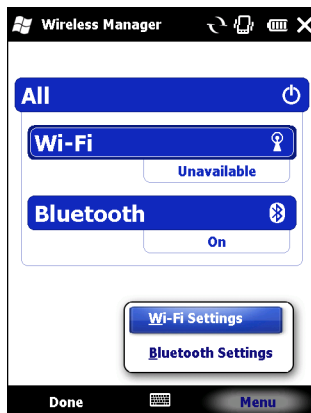 Wireless Manager
All
Wi-Fi
Unavailable
Bluetooth
On
Wi-Fi Settings
Bluetooth Settings
Done Menu